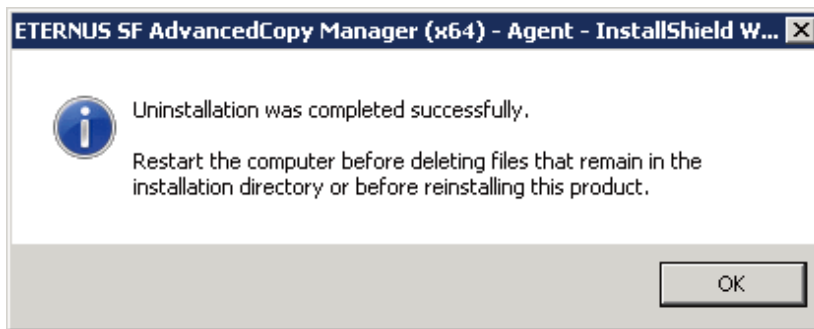 ETERNUS SF AdvancedCopy Manager (x64) - Agent - InstallShield W...
Uninstallation was completed successfully.
Restart the computer before deleting files that remain in the
installation directory or before reinstalling this product.
OK